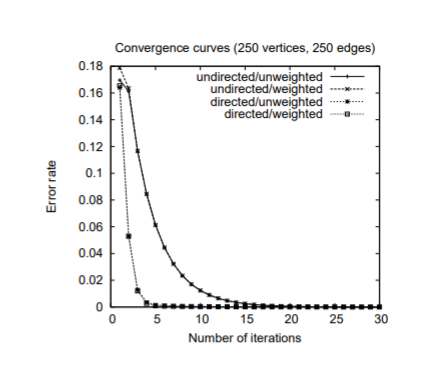 Convergence curves (250 vertices, 250 edges)
0.18
0.16
0.14
0.12
0.1
0.08
0.06
0.04
0.02
0
Error rate
undirected/unweighted
undirected/weighted
directed/unweighted
directed/weighted
0 5 10 15 20 25 30
Number of iterations